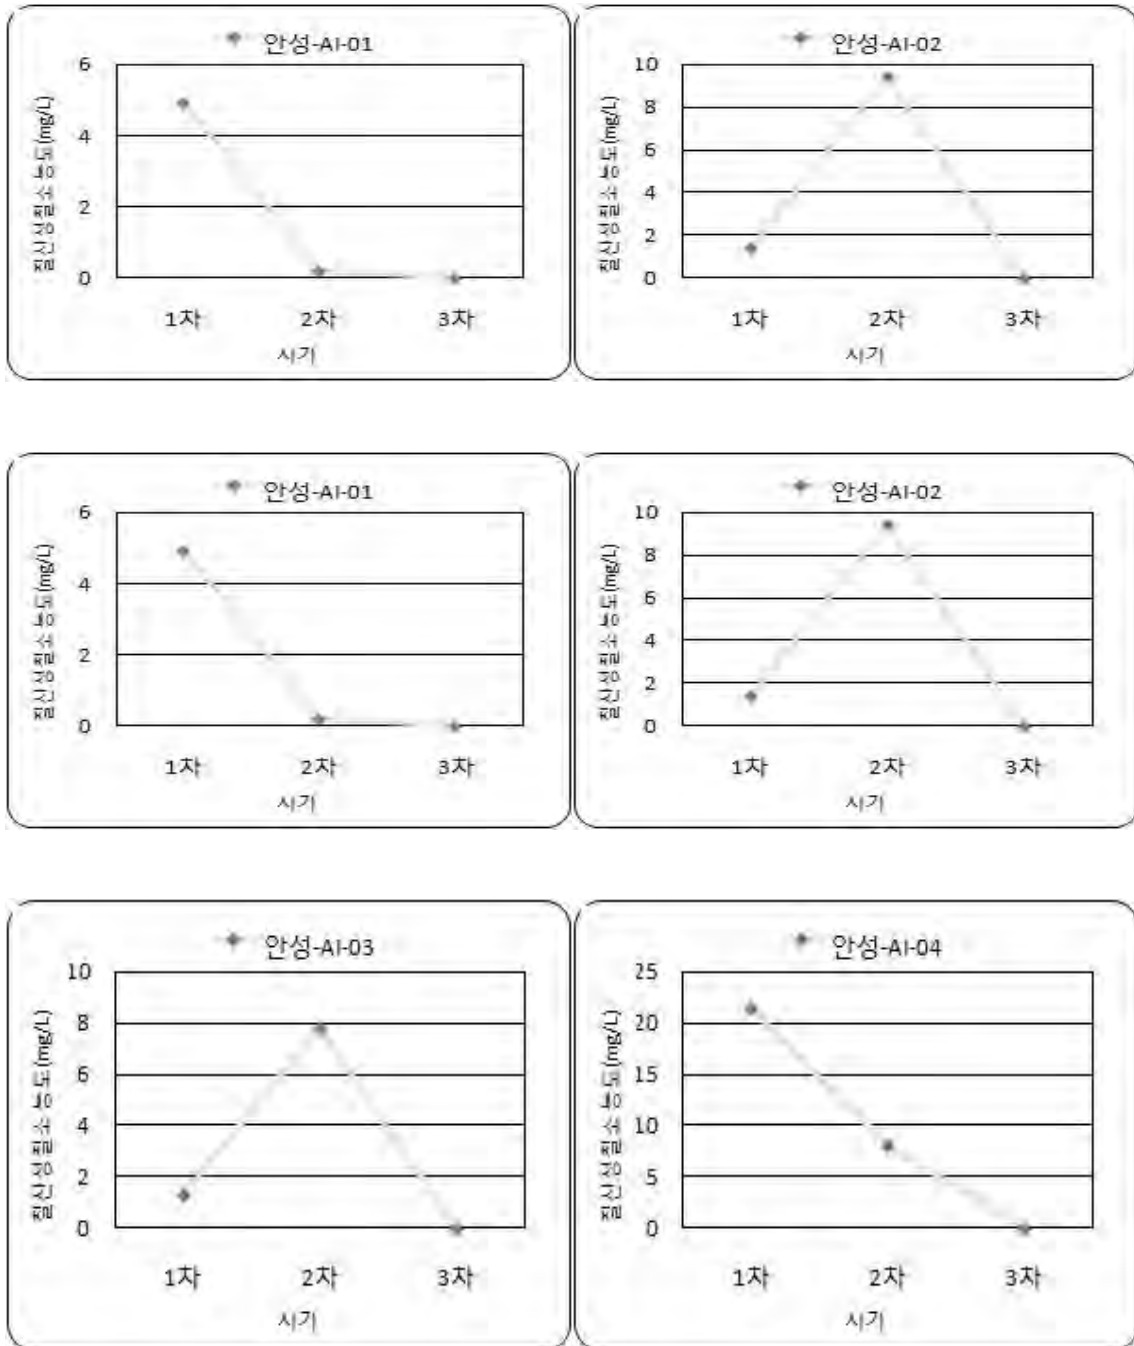 안성-AI-01
6
4
2
0
질산성질소농도(mg/L)
1차 2차 3차
시기
안성-AI-02
10
8
6
4
2
0
질산성질소농도(mg/L)
1차 2차 3차
시기
안성-AI-01
6
4
2
0
질산성질소농도(mg/L)
1차 2차 3차
시기
안성-AI-02
10
8
6
4
2
0
질산성질소농도(mg/L)
1차 2차 3차
시기
안성-AI-03
10
8
6
4
2
0
질산성질소농도(mg/L)
1차 2차 3차
시기
안성-AI-04
25
20
15
10
5
0
질산성질소농도(mg/L)
1차 2차 3차
시기